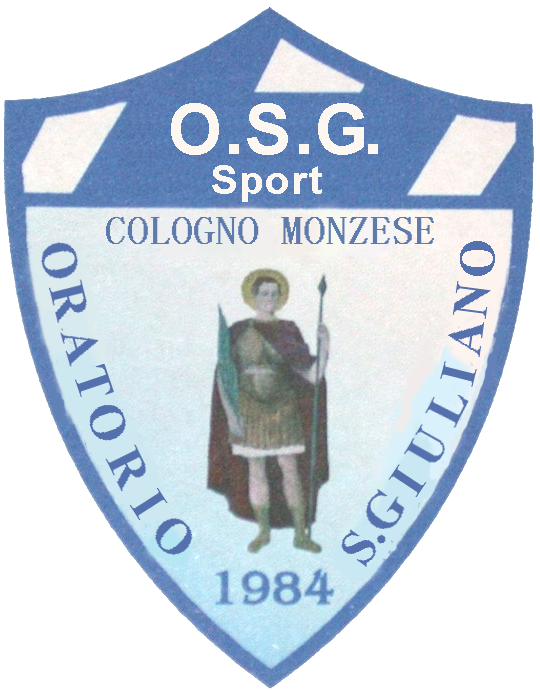 O.S.G.
Sport
COLOGNO MONZESE
ORATORIO
S.GIULIANO
1984